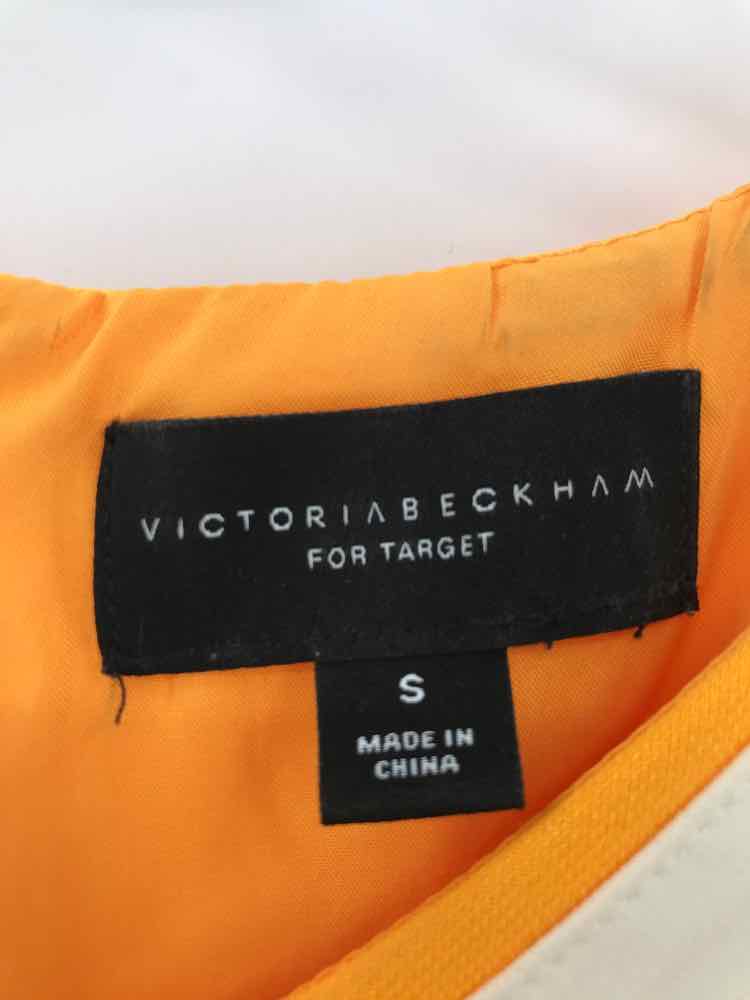 VICTORIABECKHAM
FOR TARGET
S
MADE IN
CHINA